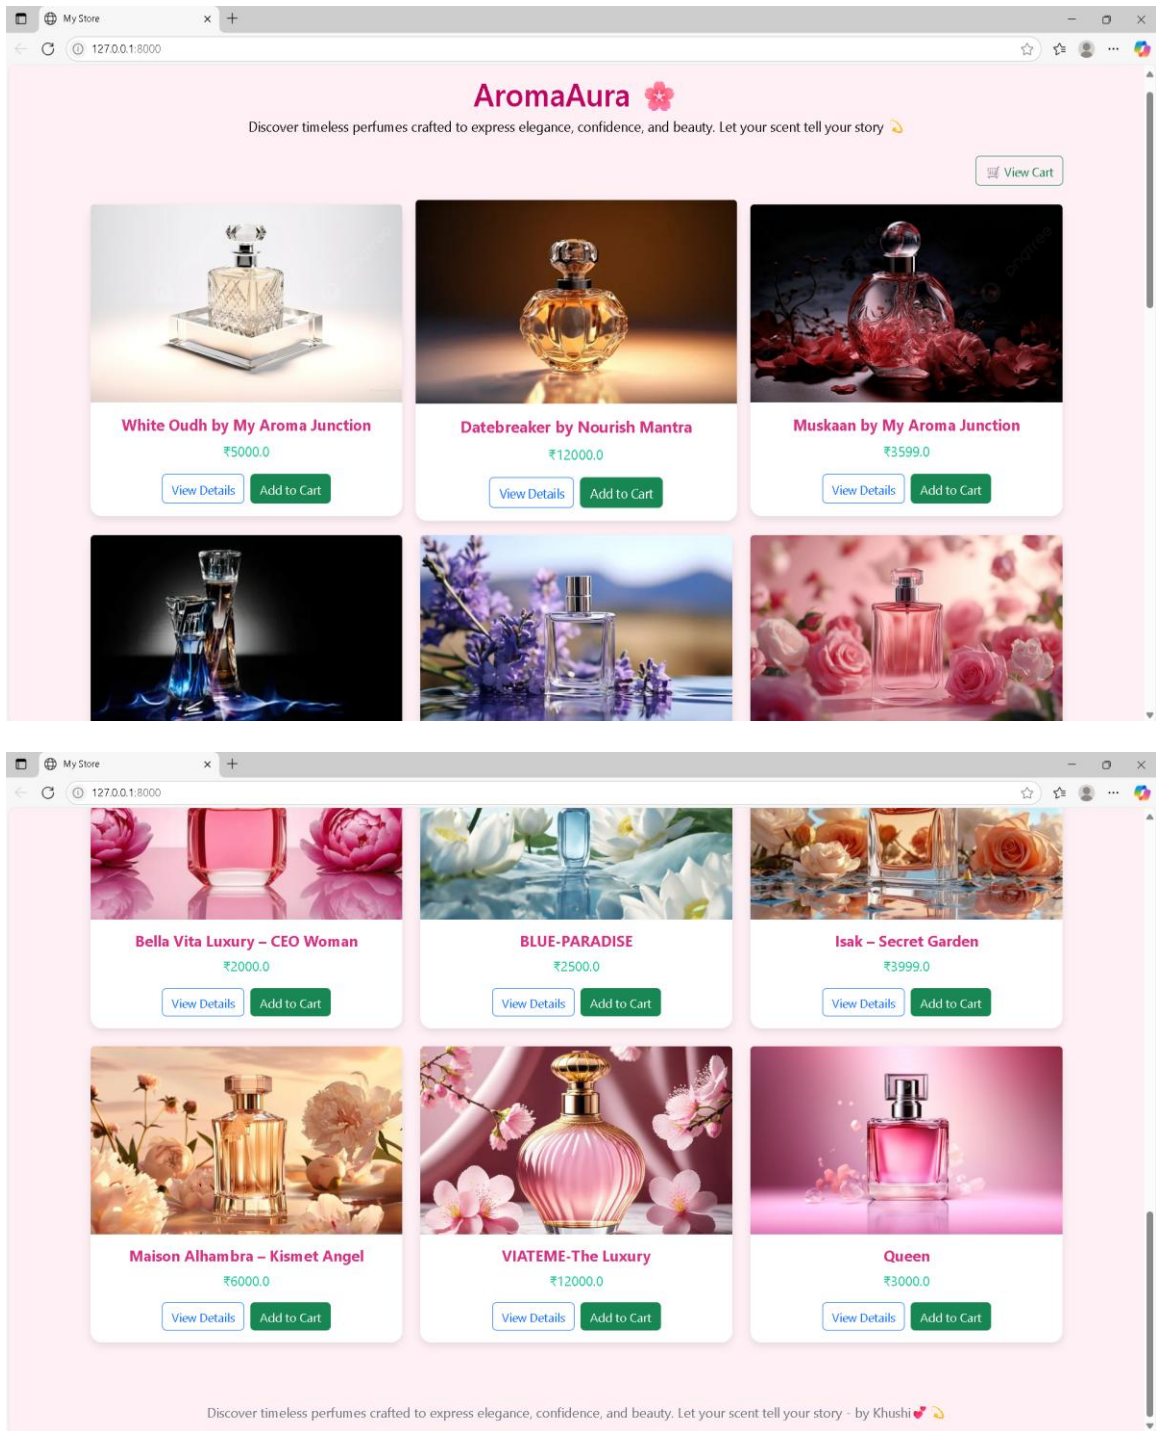 My Store
127.0.0.1:8000
AromaAura 🌸
Discover timeless perfumes crafted to express elegance, confidence, and beauty. Let your scent tell your story 💫
🛒 View Cart
White Oudh by My Aroma Junction
₹5000.0
View Details Add to Cart
Datebreaker by Nourish Mantra
₹12000.0
View Details Add to Cart
Muskaan by My Aroma Junction
₹3599.0
View Details Add to Cart
My Store
127.0.0.1:8000
Bella Vita Luxury – CEO Woman
₹2000.0
View Details Add to Cart
BLUE-PARADISE
₹2500.0
View Details Add to Cart
Isak – Secret Garden
₹3999.0
View Details Add to Cart
Maison Alhambra – Kismet Angel
₹6000.0
View Details Add to Cart
VIATEME-The Luxury
₹12000.0
View Details Add to Cart
Queen
₹3000.0
View Details Add to Cart
Discover timeless perfumes crafted to express elegance, confidence, and beauty. Let your scent tell your story - by Khushi💕 💫